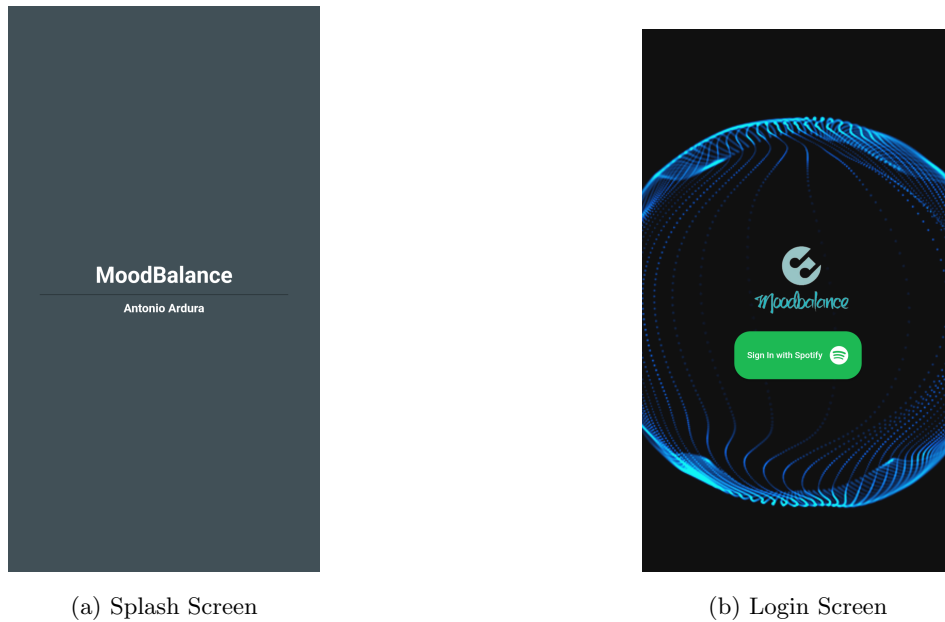 MoodBalance
Antonio Ardura
Moodbalance
Sign In with Spotify
(a) Splash Screen
(b) Login Screen